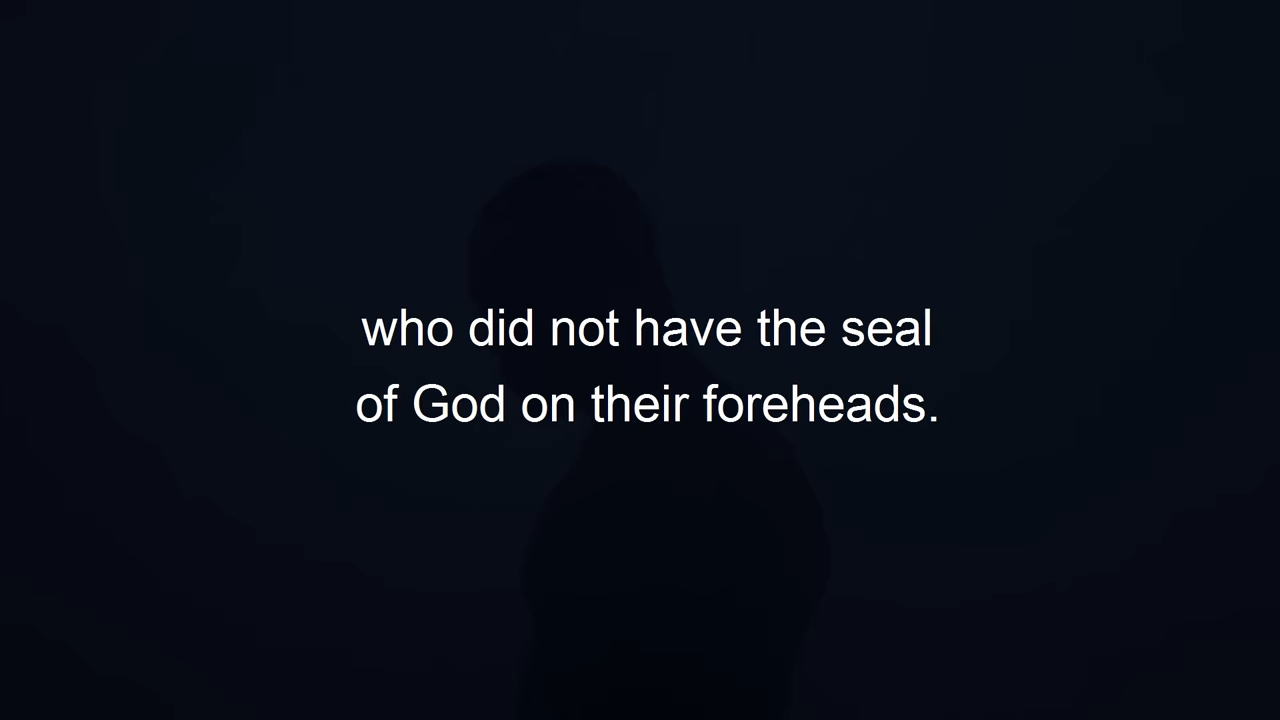 who did not have the seal
of God on their foreheads.